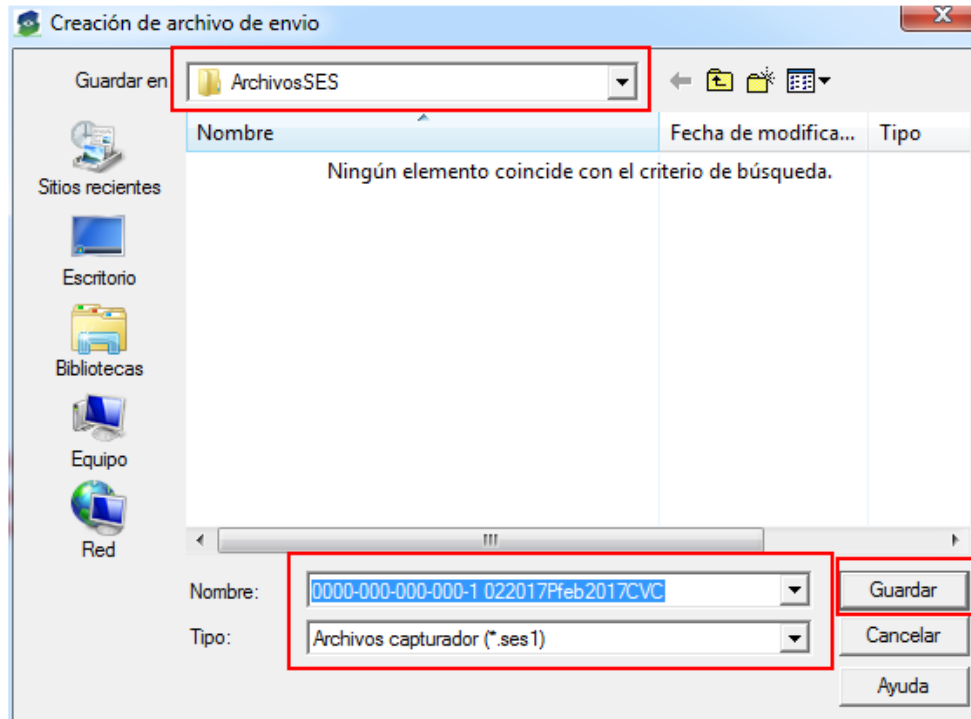 Creación de archivo de envio
Guardar en
ArchivosSES
Nombre Fecha de modifica... Tipo
Ningún elemento coincide con el criterio de búsqueda.
Sitios recientes
Escritorio
Bibliotecas
Equipo
Red
Nombre: 0000-000-000-000-1 022017Pfeb2017CVC Guardar
Tipo: Archivos capturador (*.ses1) Cancelar
Ayuda